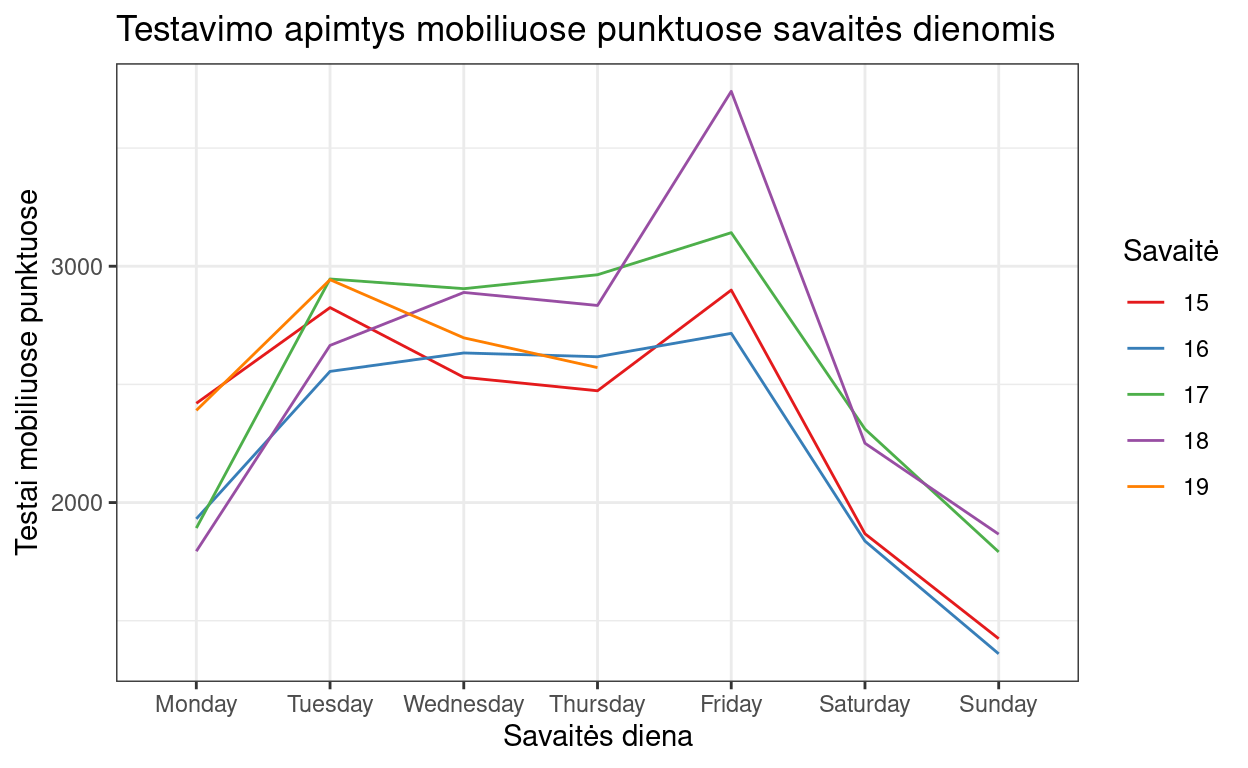 Testavimo apimtys mobiliuose punktuose savaitės dienomis
Testai mobiliuose punktuose
3000
2000
Monday
Tuesday
Wednesday
Thursday
Friday
Saturday
Sunday
Savaitės diena
Savaitė
15
16
17
18
19